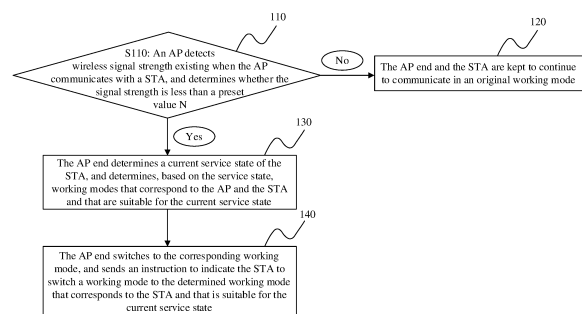 110
S110: An AP detects
wireless signal strength existing when the AP
communicates with a STA, and determines whether the
signal strength is less than a preset
value N
No
120
The AP end and the STA are kept to continue
to communicate in an original working mode
Yes
130
The AP end determines a current service state of the
STA, and determines, based on the service state,
working modes that correspond to the AP and the STA
and that are suitable for the current service state
140
The AP end switches to the corresponding working
mode, and sends an instruction to indicate the STA to
switch a working mode to the determined working mode
that corresponds to the STA and that is suitable for the
current service state